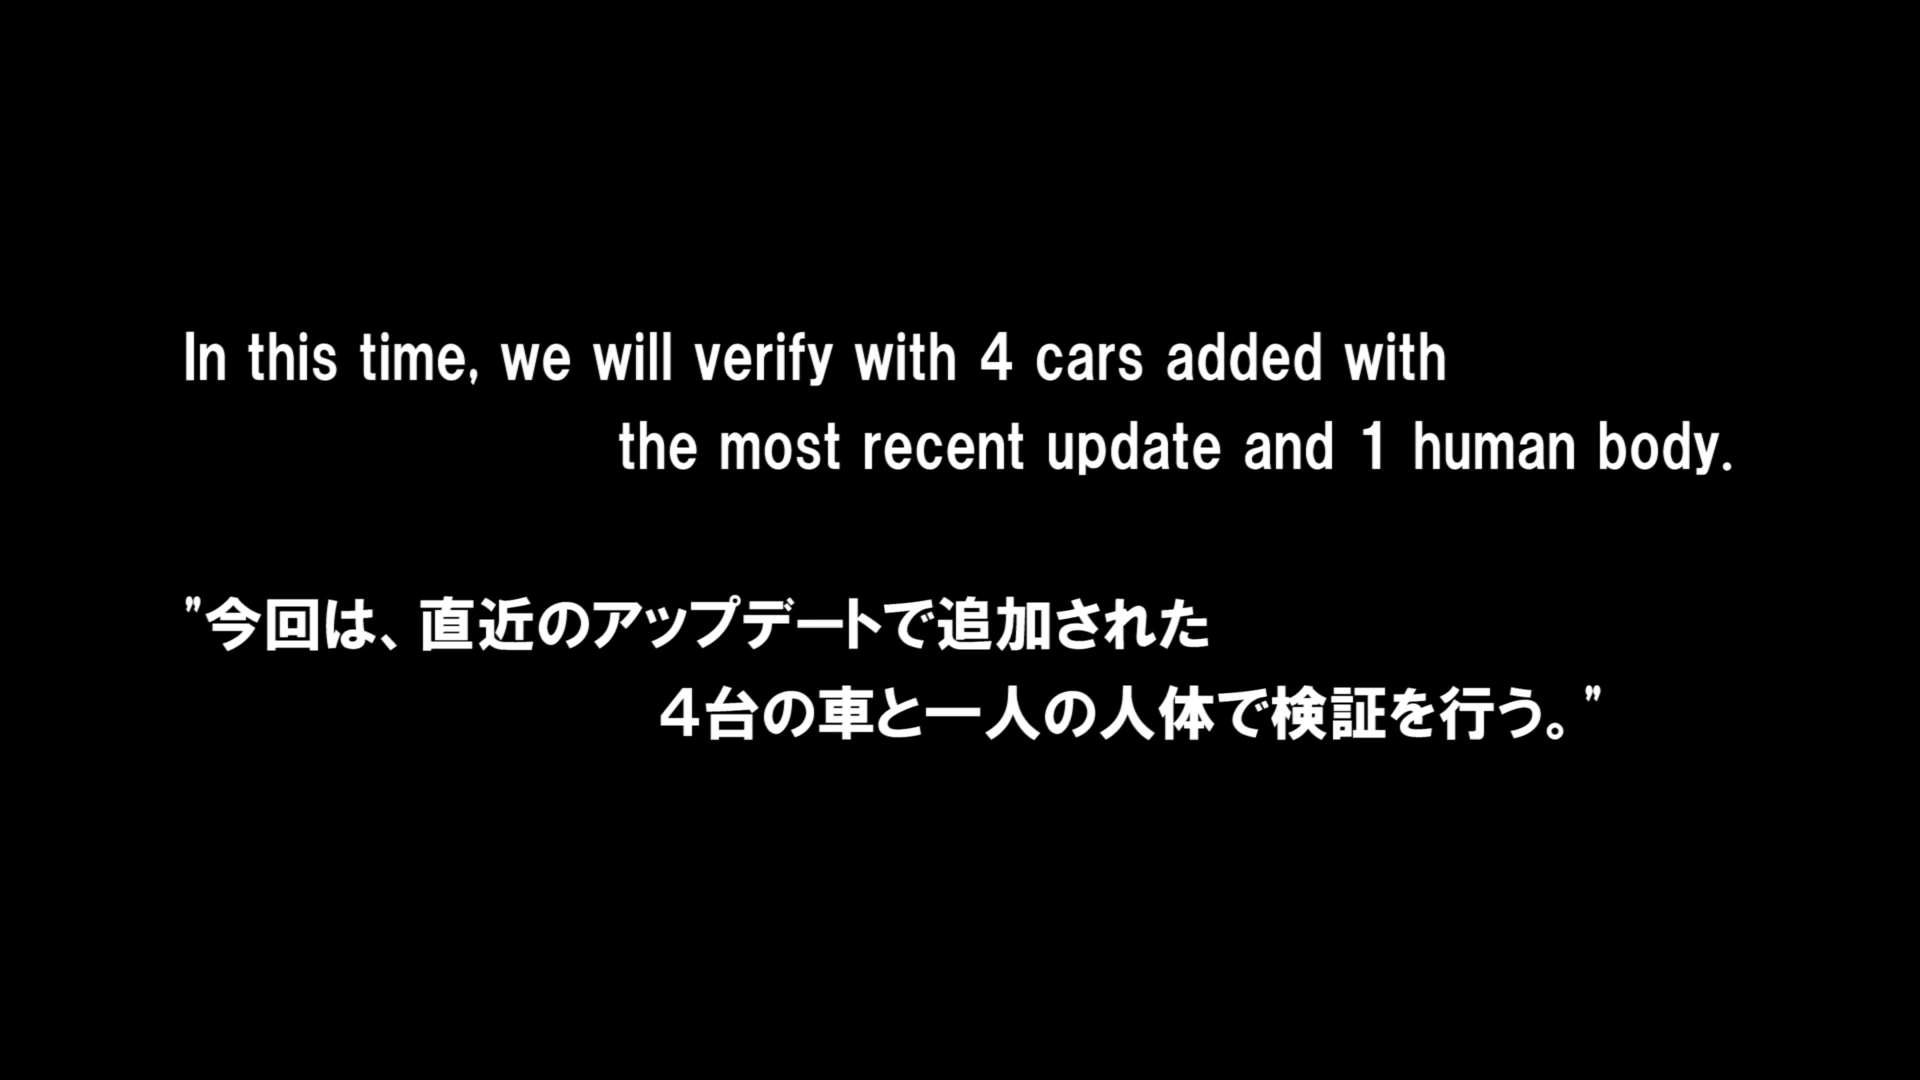 In this time, we will verify with 4 cars added with
the most recent update and 1 human body.
"今回は、直近のアップデートで追加された
4台の車と一人の人体で検証を行う。"